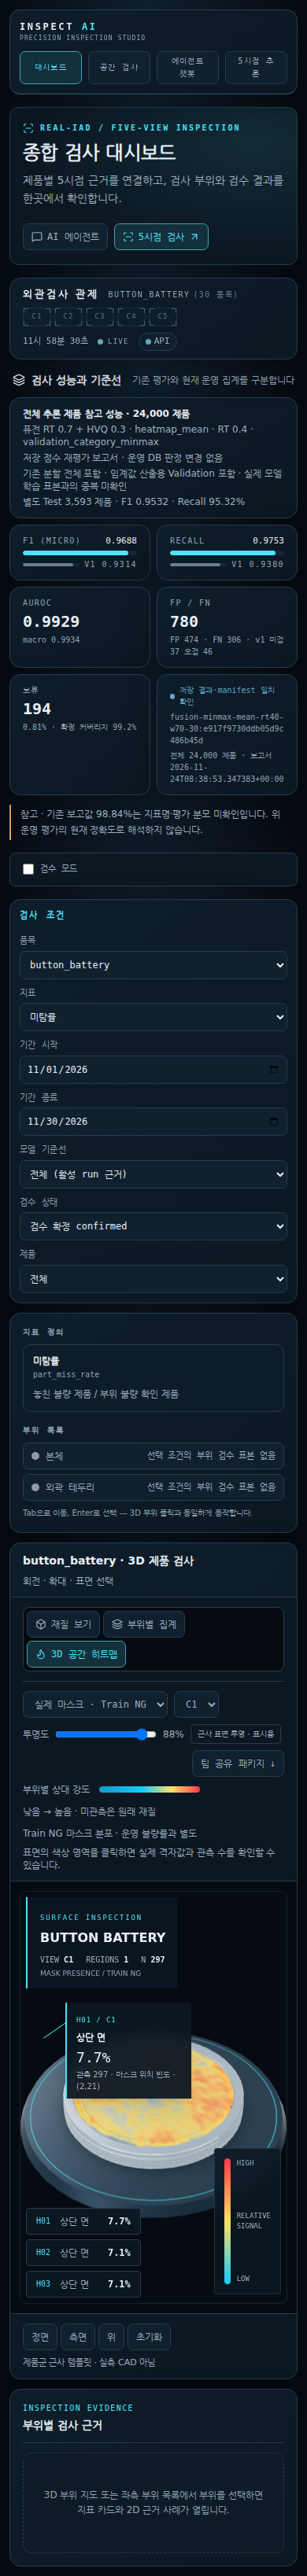 INSPECT AI
PRECISION INSPECTION STUDIO
대시보드
공간 검사
에이전트
챗봇
5시점 추
론
REAL-IAD / FIVE-VIEW INSPECTION
종합 검사 대시보드
제품별 5시점 근거를 연결하고, 검사 부위와 검수 결과를
한곳에서 확인합니다.
AI 에이전트
5시점 검사 ↗
외관검사 관제 BUTTON_BATTERY (30 품목)
C1 C2 C3 C4 C5
11시 58분 30초 LIVE API
검사 성능과 기준선 기존 평가와 현재 운영 집계를 구분합니다
전체 추론 제품 참고 성능 · 24,000 제품
퓨전 RT 0.7 + HVQ 0.3 · heatmap_mean · RT 0.4 ·
validation_category_minmax
저장 점수 재평가 보고서 · 운영 DB 판정 변경 없음
기존 분할 전체 포함 · 임계값 산출용 Validation 포함 · 실제 모델
학습 표본과의 중복 미확인
별도 Test 3,593 제품 · F1 0.9532 · Recall 95.32%
F1 (MICRO) 0.9688
V1 0.9314
RECALL 0.9753
V1 0.9380
AUROC
0.9929
macro 0.9934
FP / FN
780
FP 474 · FN 306 · v1 미검
37 오검 46
보류
194
0.81% · 확정 커버리지 99.2%
저장 결과·manifest 일치
확인
fusion-minmax-mean-rt40-
w70-30:e917f9730ddb05d9c
486b45d
전체 24,000 제품 · 보고서
2026-11-
24T08:38:53.347383+00:00
참고 · 기존 보고값 98.84%는 지표명·평가 분모 미확인입니다. 위
운영 평가의 현재 정확도로 해석하지 않습니다.
검수 모드
검사 조건
품목
button_battery
지표
미탐률
기간 시작
11/01/2026
기간 종료
11/30/2026
모델 기준선
전체 (활성 run 근거)
검수 상태
검수 확정 confirmed
제품
전체
지표 정의
미탐률
part_miss_rate
놓친 불량 제품 / 부위 불량 확인 제품
부위 목록
본체 선택 조건의 부위 검수 표본 없음
외곽 테두리 선택 조건의 부위 검수 표본 없음
Tab으로 이동, Enter로 선택 — 3D 부위 클릭과 동일하게 동작합니다.
button_battery · 3D 제품 검사
회전 · 확대 · 표면 선택
재질 보기
부위별 집계
3D 공간 히트맵
실제 마스크 · Train NG
C1
투명도 88% 근사 표면 투명 · 표시율
팀 공유 패키지 ↓
부위별 상대 강도
낮음 → 높음 · 미관측은 원래 재질
Train NG 마스크 분포 · 운영 불량률과 별도
표면의 색상 영역을 클릭하면 실제 격자값과 관측 수를 확인할 수
있습니다.
SURFACE INSPECTION
BUTTON BATTERY
VIEW C1 REGIONS 1 N 297
MASK PRESENCE / TRAIN NG
H01 / C1
상단 면
7.7%
관측 297 · 마스크 위치 빈도 ·
(2,21)
HIGH
RELATIVE
SIGNAL
LOW
H01 상단 면 7.7%
H02 상단 면 7.1%
H03 상단 면 7.1%
정면 측면 위 초기화
제품군 근사 템플릿 · 실측 CAD 아님
INSPECTION EVIDENCE
부위별 검사 근거
3D 부위 지도 또는 좌측 부위 목록에서 부위를 선택하면
지표 카드와 2D 근거 사례가 열립니다.